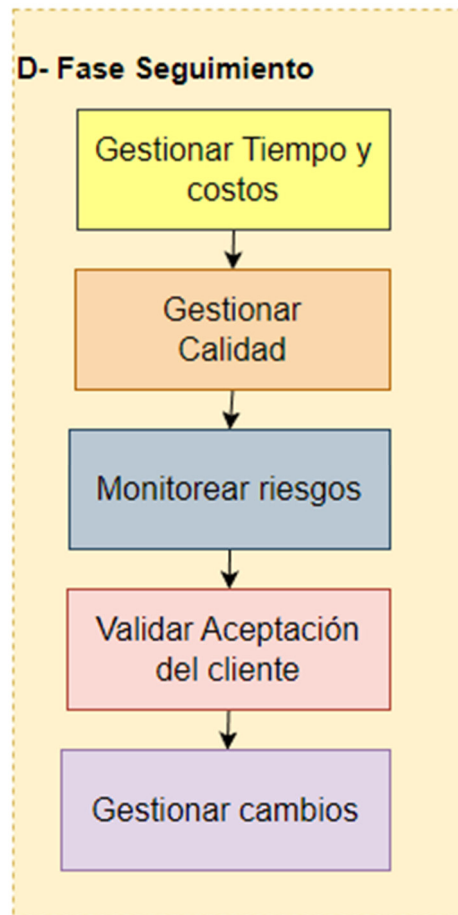 D- Fase Seguimiento
Gestionar Tiempo y
costos
Gestionar
Calidad
Monitorear riesgos
Validar Aceptación
del cliente
Gestionar cambios